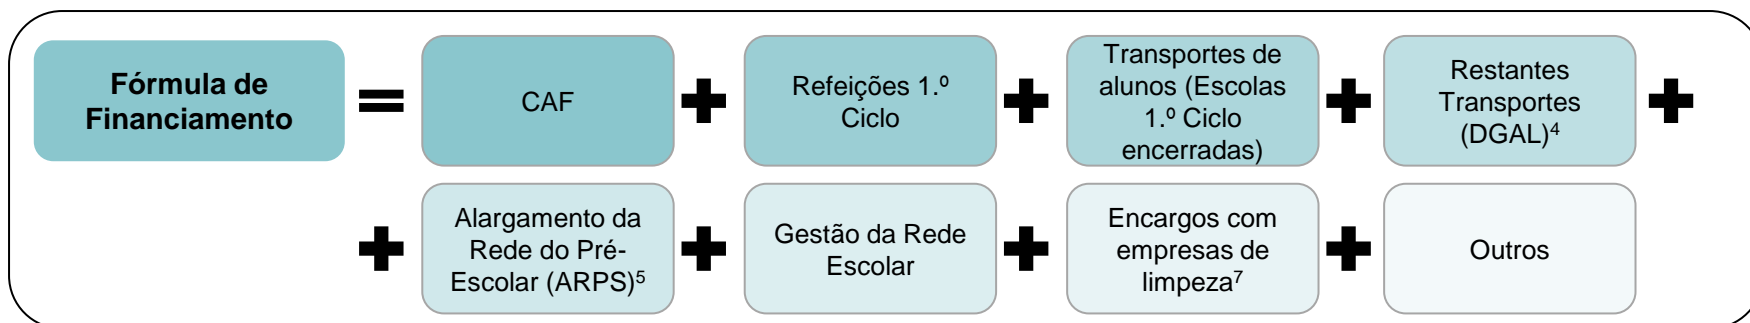 Fórmula de
Financiamento
=
CAF
+
Refeições 1.º
Ciclo
+
Transportes de
alunos (Escolas
1.º Ciclo
encerradas)
+
Restantes
Transportes
(DGAL)⁴
+
+
Alargamento da
Rede do Pré-
Escolar (ARPS)⁵
+
Gestão da Rede
Escolar
+
Encargos com
empresas de
limpeza⁷
+
Outros